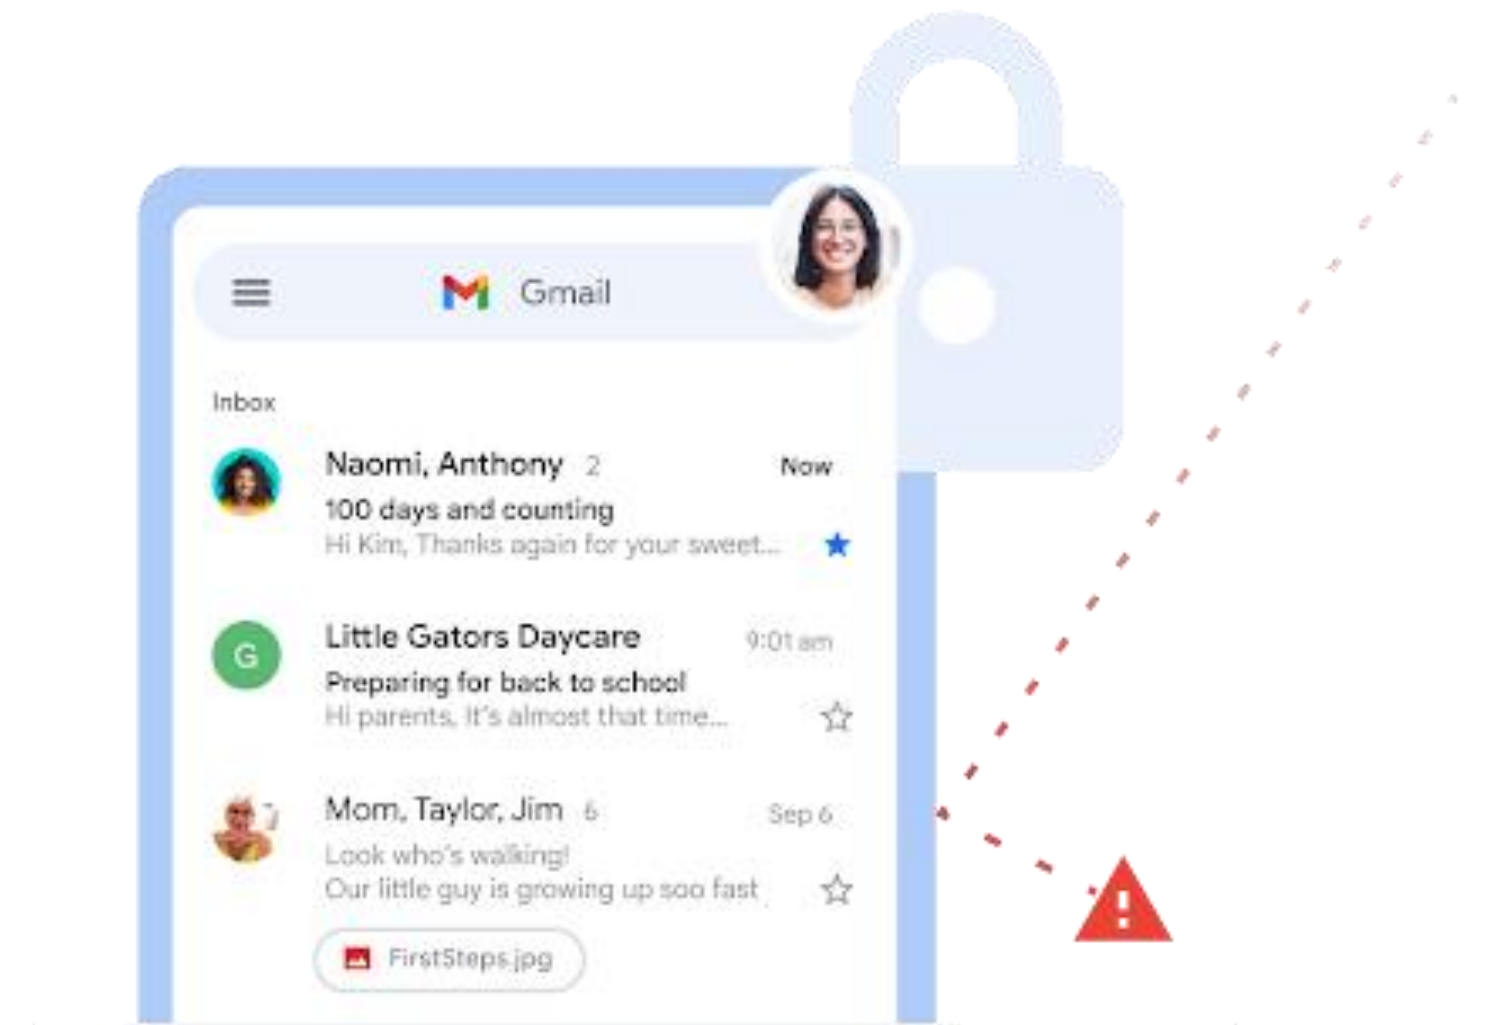 Gmail
Inbox
Naomi, Anthony 2 Now
100 days and counting
Hi Kim, Thanks again for your sweet...
G
Little Gators Daycare 9:01 am
Preparing for back to school
Hi parents, It's almost that time...
Mom, Taylor, Jim 6 Sep 6
Look who's walking!
Our little guy is growing up soo fast
FirstSteps.jpg